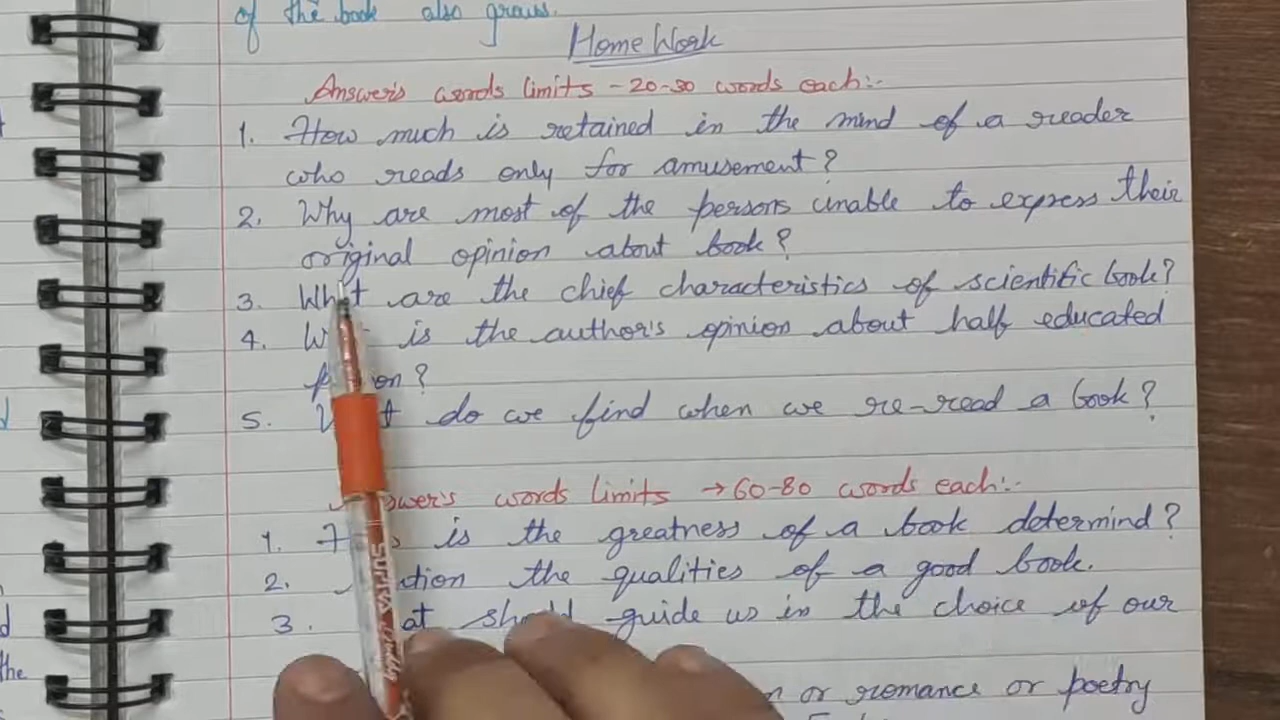 of the book also grows.
Home Work
Answer's words limits - 20-30 words each:-
1. How much is retained in the mind of a reader
who reads only for amusement?
2. Why are most of the persons unable to express their
original opinion about book?
3. What are the chief characteristics of scientific book?
4. is the author's opinion about half educated
?
5. do we find when we re-read a book?
words limits → 60-80 words each:-
1. is the greatness of a book determind?
2. the qualities of a good book.
3. should guide us in the choice of our
or romance or poetry
the
SURYA